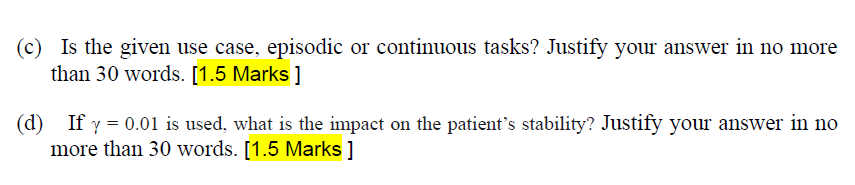 (c) Is the given use case, episodic or continuous tasks? Justify your answer in no more
than 30 words. [1.5 Marks ]
(d) If γ = 0.01 is used, what is the impact on the patient’s stability? Justify your answer in no
more than 30 words. [1.5 Marks ]